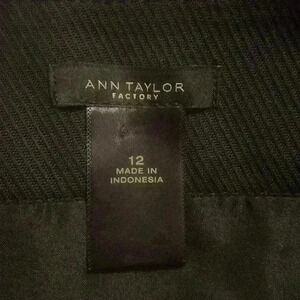 ANN TAYLOR
FACTORY
12
MADE IN
INDONESIA